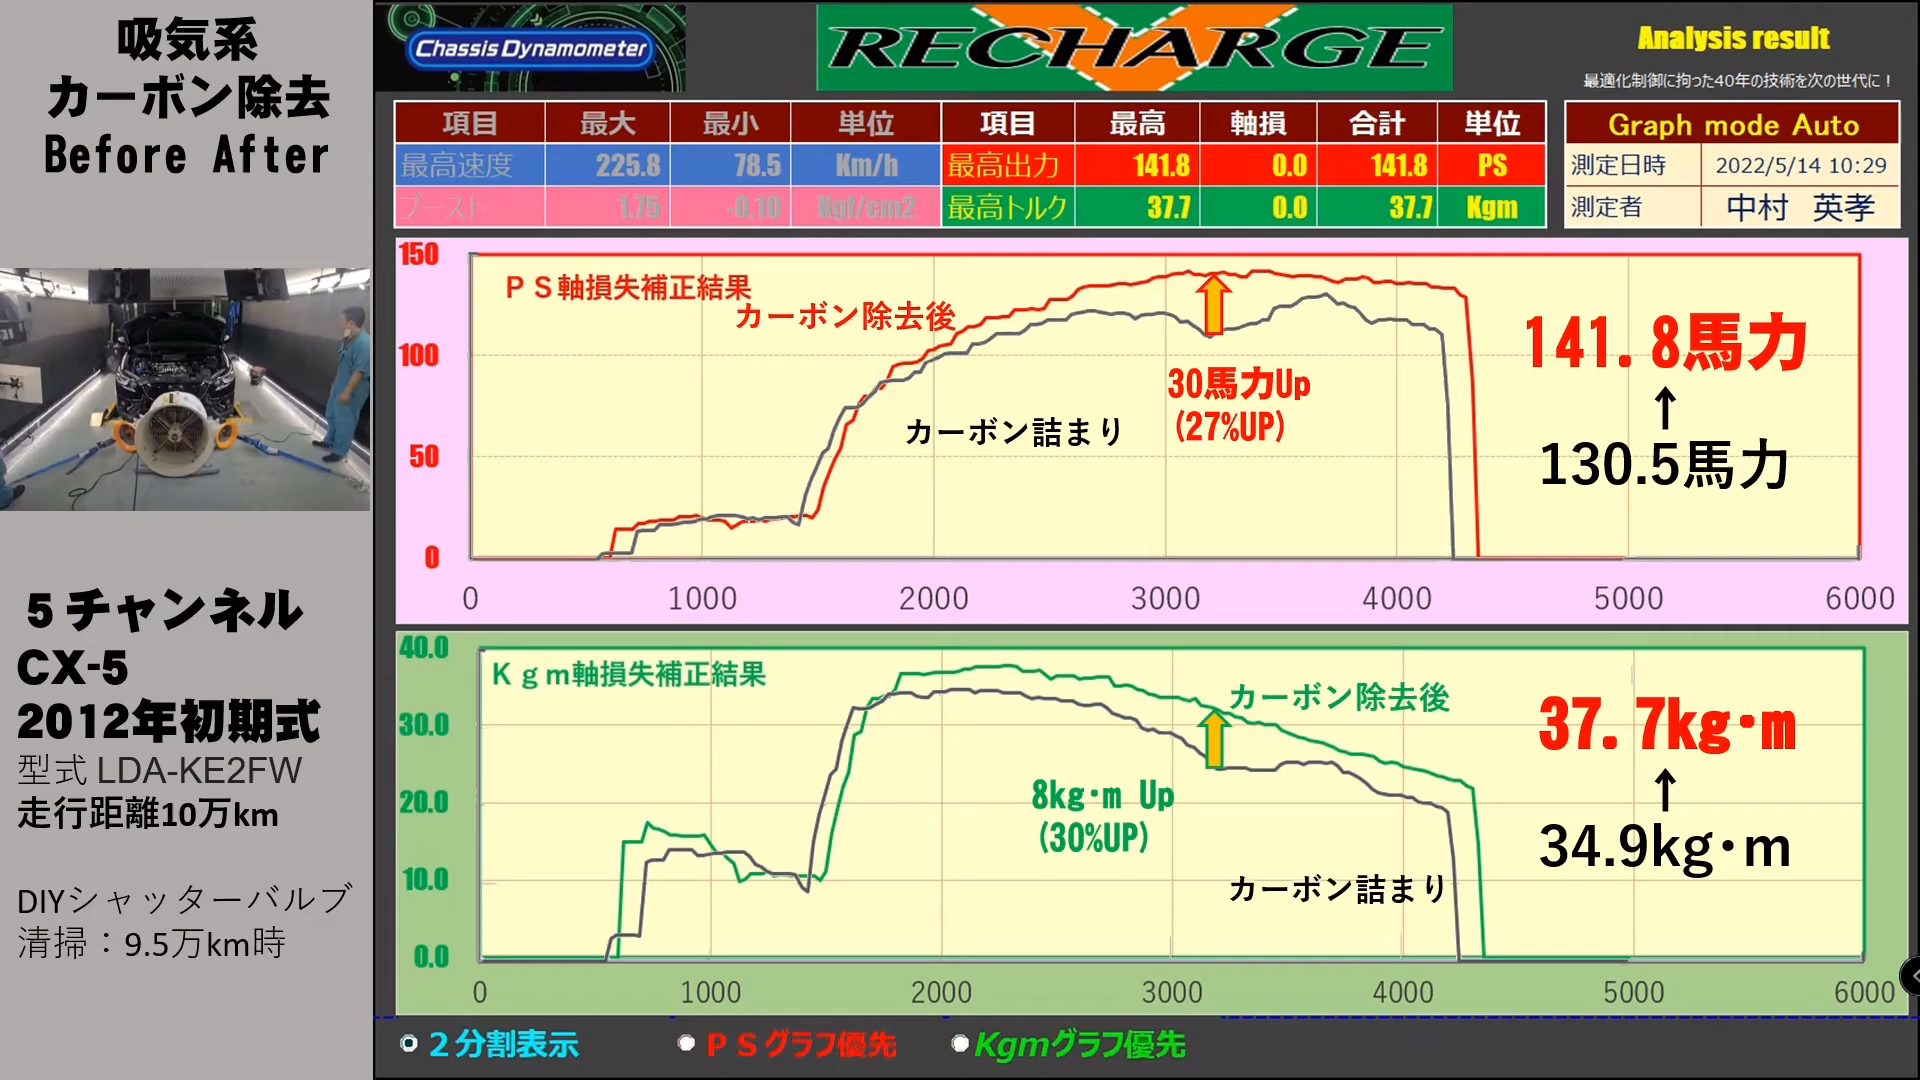 吸気系
カーボン除去
Before After
5チャンネル
CX-5
2012年初期式
型式 LDA-KE2FW
走行距離10万km
DIYシャッターバルブ
清掃：9.5万km時
Chassis Dynamometer
RECHARGE
Analysis result
最適化制御に拘った40年の技術を次の世代に！
項目 最大 最小 単位 項目 最高 軸損 合計 単位
最高速度 225.8 78.5 Km/h 最高出力 141.8 0.0 141.8 PS
ブースト 1.75 -0.10 Kgf/cm2 最高トルク 37.7 0.0 37.7 Kgm
Graph mode Auto
測定日時 2022/5/14 10:29
測定者 中村 英孝
150
100
50
0
ＰＳ軸損失補正結果
カーボン除去後
30馬力Up
(27%UP)
カーボン詰まり
141.8馬力
↑
130.5馬力
0 1000 2000 3000 4000 5000 6000
40.0
30.0
20.0
10.0
0.0
Ｋｇｍ軸損失補正結果
カーボン除去後
8kg・m Up
(30%UP)
カーボン詰まり
37.7kg・m
↑
34.9kg・m
0 1000 2000 3000 4000 5000 6000
２分割表示 ＰＳグラフ優先 Kgmグラフ優先